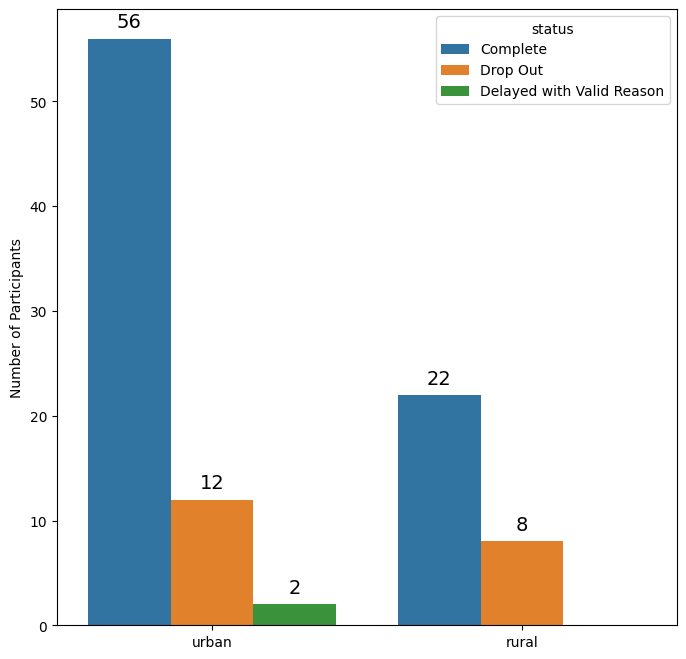 56
status
Complete
Drop Out
Delayed with Valid Reason
50
40
Number of Participants
30
22
20
12
10
8
2
0
urban
rural